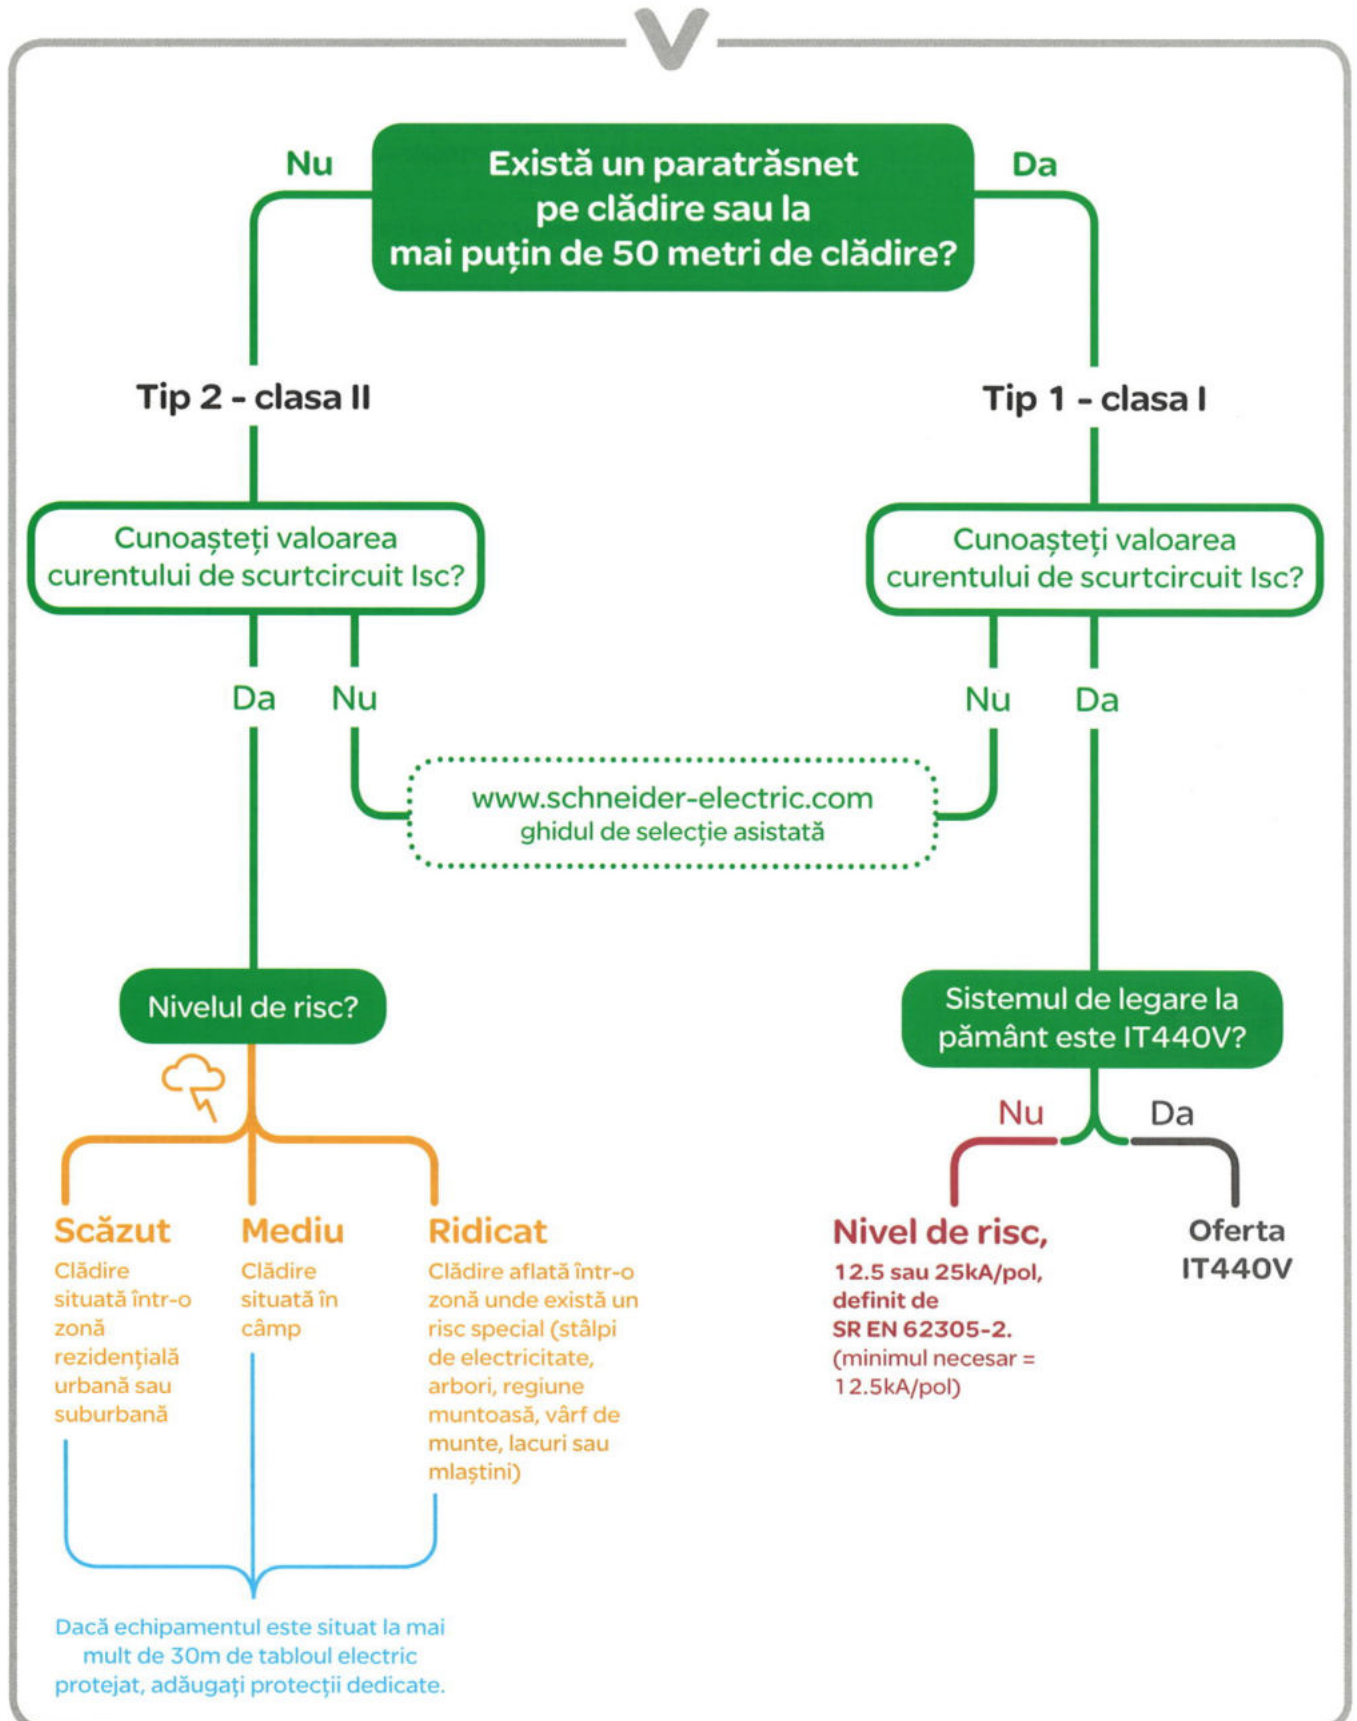 Nu
Există un paratrăsnet
pe clădire sau la
mai puțin de 50 metri de clădire?
Da
Tip 2 - clasa II
Tip 1 - clasa I
Cunoașteți valoarea
curentului de scurtcircuit Isc?
Cunoașteți valoarea
curentului de scurtcircuit Isc?
Da
Nu
Nu
Da
www.schneider-electric.com
ghidul de selecție asistată
Nivelul de risc?
Sistemul de legare la
pământ este IT440V?
Nu
Da
Scăzut
Clădire
situată într-o
zonă
rezidențială
urbană sau
suburbană
Mediu
Clădire
situată în
câmp
Ridicat
Clădire aflată într-o
zonă unde există un
risc special (stâlpi
de electricitate,
arbori, regiune
muntoasă, vârf de
munte, lacuri sau
mlaștini)
Nivel de risc,
12.5 sau 25kA/pol,
definit de
SR EN 62305-2.
(minimul necesar =
12.5kA/pol)
Oferta
IT440V
Dacă echipamentul este situat la mai
mult de 30m de tabloul electric
protejat, adăugați protecții dedicate.